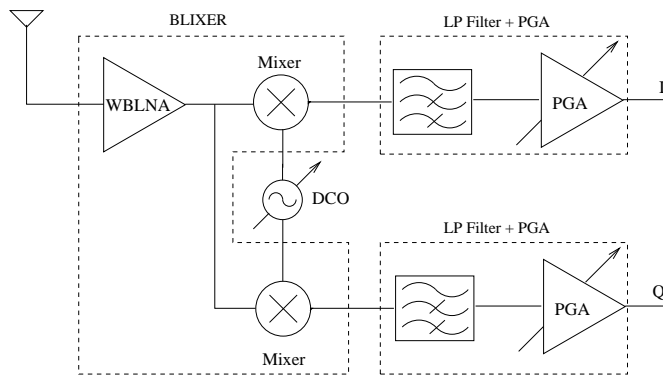 BLIXER
LP Filter + PGA
Mixer
WBLNA
PGA
I
DCO
LP Filter + PGA
PGA
Q
Mixer